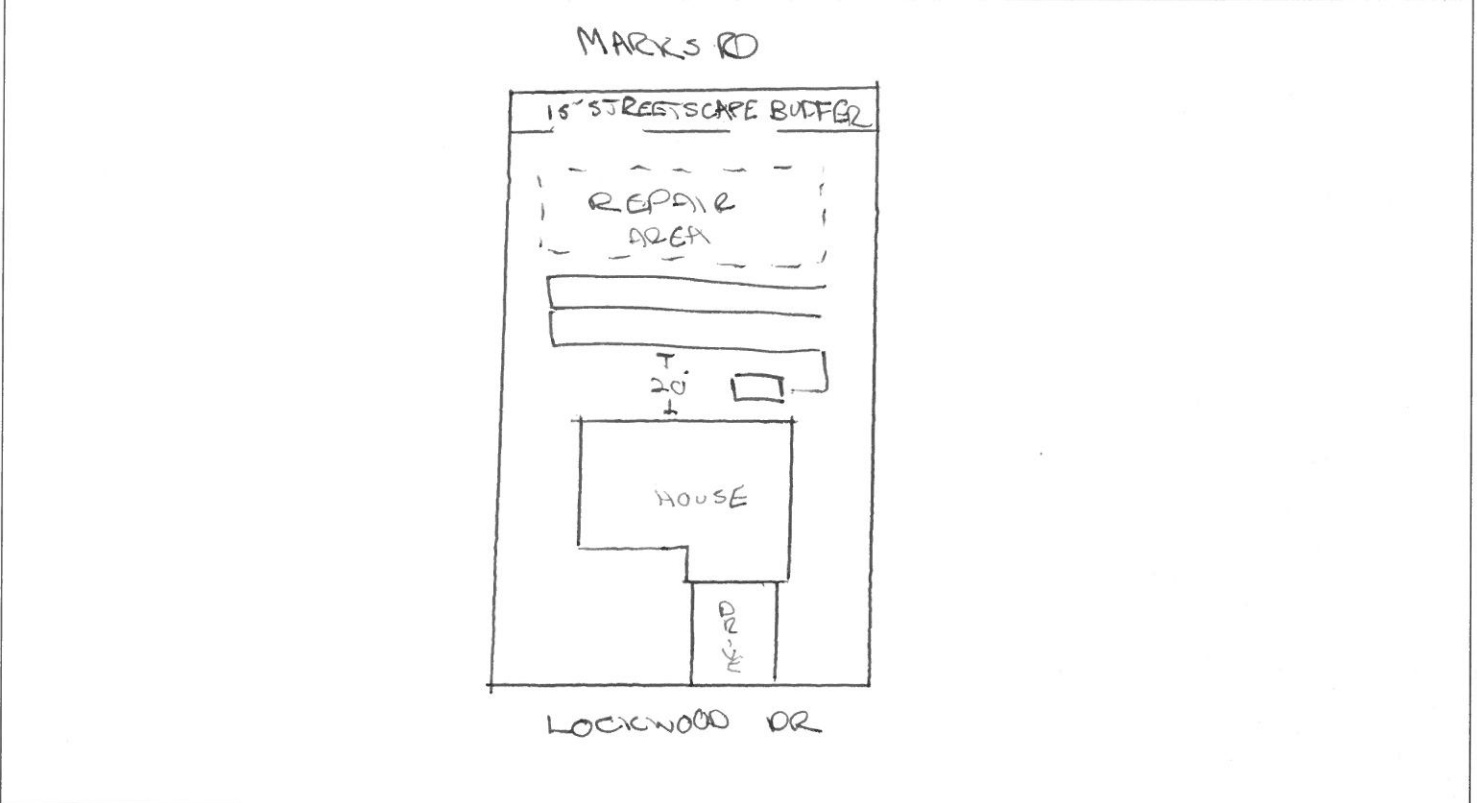 MARKS RD
15' STREETSCAPE BUFFER
REPAIR
AREA
20'
HOUSE
DRIVE
LOCKWOOD DR